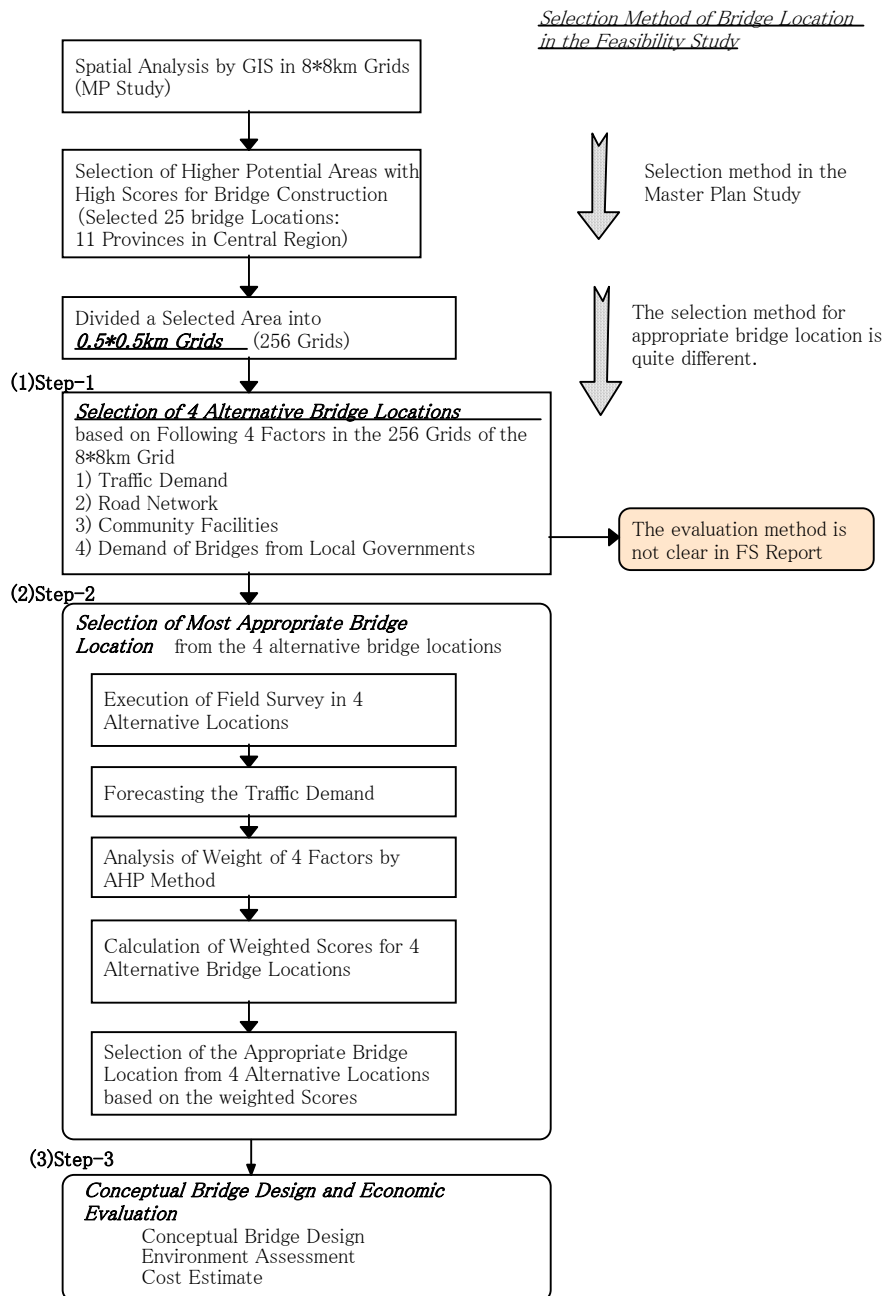 Selection Method of Bridge Location
in the Feasibility Study
Spatial Analysis by GIS in 8*8km Grids
(MP Study)
Selection of Higher Potential Areas with
High Scores for Bridge Construction
(Selected 25 bridge Locations:
11 Provinces in Central Region)
Selection method in the
Master Plan Study
Divided a Selected Area into
0.5*0.5km Grids (256 Grids)
The selection method for
appropriate bridge location is
quite different.
(1)Step-1
Selection of 4 Alternative Bridge Locations
based on Following 4 Factors in the 256 Grids of the
8*8km Grid
1) Traffic Demand
2) Road Network
3) Community Facilities
4) Demand of Bridges from Local Governments
The evaluation method is
not clear in FS Report
(2)Step-2
Selection of Most Appropriate Bridge
Location from the 4 alternative bridge locations
Execution of Field Survey in 4
Alternative Locations
Forecasting the Traffic Demand
Analysis of Weight of 4 Factors by
AHP Method
Calculation of Weighted Scores for 4
Alternative Bridge Locations
Selection of the Appropriate Bridge
Location from 4 Alternative Locations
based on the weighted Scores
(3)Step-3
Conceptual Bridge Design and Economic
Evaluation
Conceptual Bridge Design
Environment Assessment
Cost Estimate